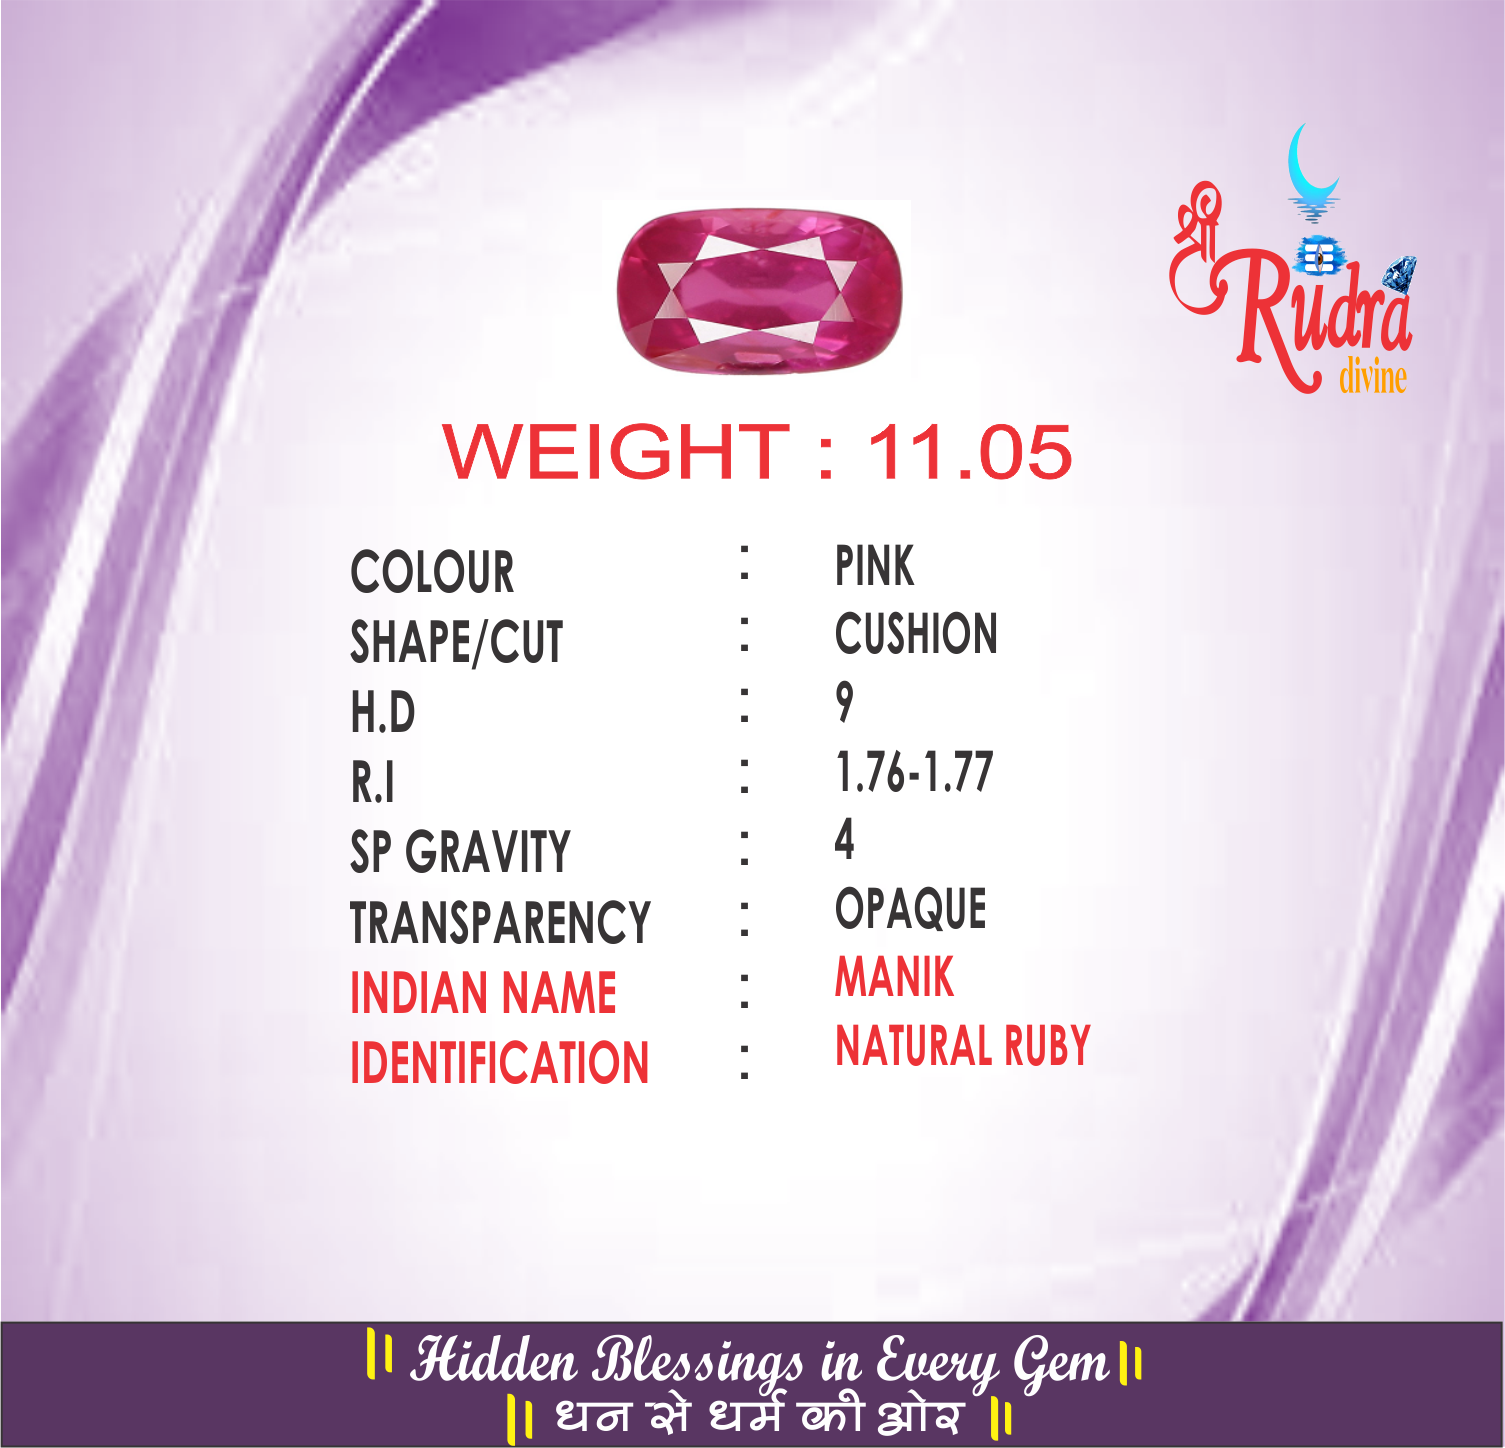 श्री
Rudra
divine
WEIGHT : 11.05
COLOUR : PINK
SHAPE/CUT : CUSHION
H.D : 9
R.I : 1.76-1.77
SP GRAVITY : 4
TRANSPARENCY : OPAQUE
INDIAN NAME : MANIK
IDENTIFICATION : NATURAL RUBY
|| Hidden Blessings in Every Gem ||
|| धन से धर्म की ओर ||